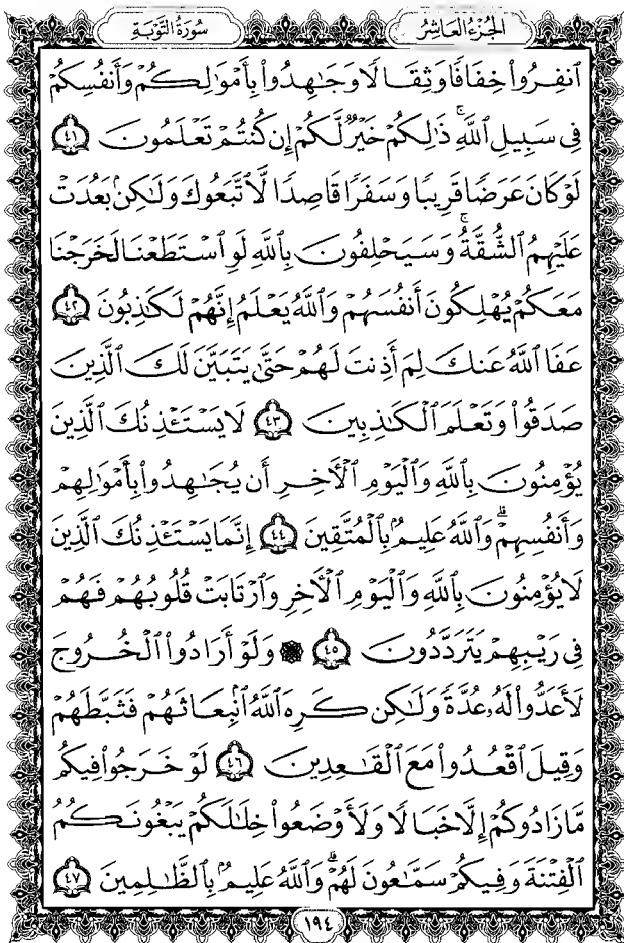 الجُزْءُ العَاشِرُ
سُورَةُ التَّوْبَةِ
ٱنفِرُوا۟ خِفَافًا وَثِقَالًا وَجَٰهِدُوا۟ بِأَمْوَٰلِكُمْ وَأَنفُسِكُمْ
فِى سَبِيلِ ٱللَّهِ ۚ ذَٰلِكُمْ خَيْرٌ لَّكُمْ إِن كُنتُمْ تَعْلَمُونَ ٤١
لَوْ كَانَ عَرَضًا قَرِيبًا وَسَفَرًا قَاصِدًا لَّٱتَّبَعُوكَ وَلَٰكِنۢ بَعُدَتْ
عَلَيْهِمُ ٱلشُّقَّةُ ۚ وَسَيَحْلِفُونَ بِٱللَّهِ لَوِ ٱسْتَطَعْنَا لَخَرَجْنَا
مَعَكُمْ يُهْلِكُونَ أَنفُسَهُمْ وَٱللَّهُ يَعْلَمُ إِنَّهُمْ لَكَٰذِبُونَ ٤٢
عَفَا ٱللَّهُ عَنكَ لِمَ أَذِنتَ لَهُمْ حَتَّىٰ يَتَبَيَّنَ لَكَ ٱلَّذِينَ
صَدَقُوا۟ وَتَعْلَمَ ٱلْكَٰذِبِينَ ٤٣ لَا يَسْتَـْٔذِنُكَ ٱلَّذِينَ
يُؤْمِنُونَ بِٱللَّهِ وَٱلْيَوْمِ ٱلْـَٔاخِرِ أَن يُجَٰهِدُوا۟ بِأَمْوَٰلِهِمْ
وَأَنفُسِهِمْ ۗ وَٱللَّهُ عَلِيمٌۢ بِٱلْمُتَّقِينَ ٤٤ إِنَّمَا يَسْتَـْٔذِنُكَ ٱلَّذِينَ
لَا يُؤْمِنُونَ بِٱللَّهِ وَٱلْيَوْمِ ٱلْـَٔاخِرِ وَٱرْتَابَتْ قُلُوبُهُمْ فَهُمْ
فِى رَيْبِهِمْ يَتَرَدَّدُونَ ٤٥ ۞ وَلَوْ أَرَادُوا۟ ٱلْخُرُوجَ
لَأَعَدُّوا۟ لَهُۥ عُدَّةً وَلَٰكِن كَرِهَ ٱللَّهُ ٱنۢبِعَاثَهُمْ فَثَبَّطَهُمْ
وَقِيلَ ٱقْعُدُوا۟ مَعَ ٱلْقَٰعِدِينَ ٤٦ لَوْ خَرَجُوا۟ فِيكُم
مَّا زَادُوكُمْ إِلَّا خَبَالًا وَلَأَوْضَعُوا۟ خِلَٰلَكُمْ يَبْغُونَكُمُ
ٱلْفِتْنَةَ وَفِيكُمْ سَمَّٰعُونَ لَهُمْ ۗ وَٱللَّهُ عَلِيمٌۢ بِٱلظَّٰلِمِينَ ٤٧
١٩٤